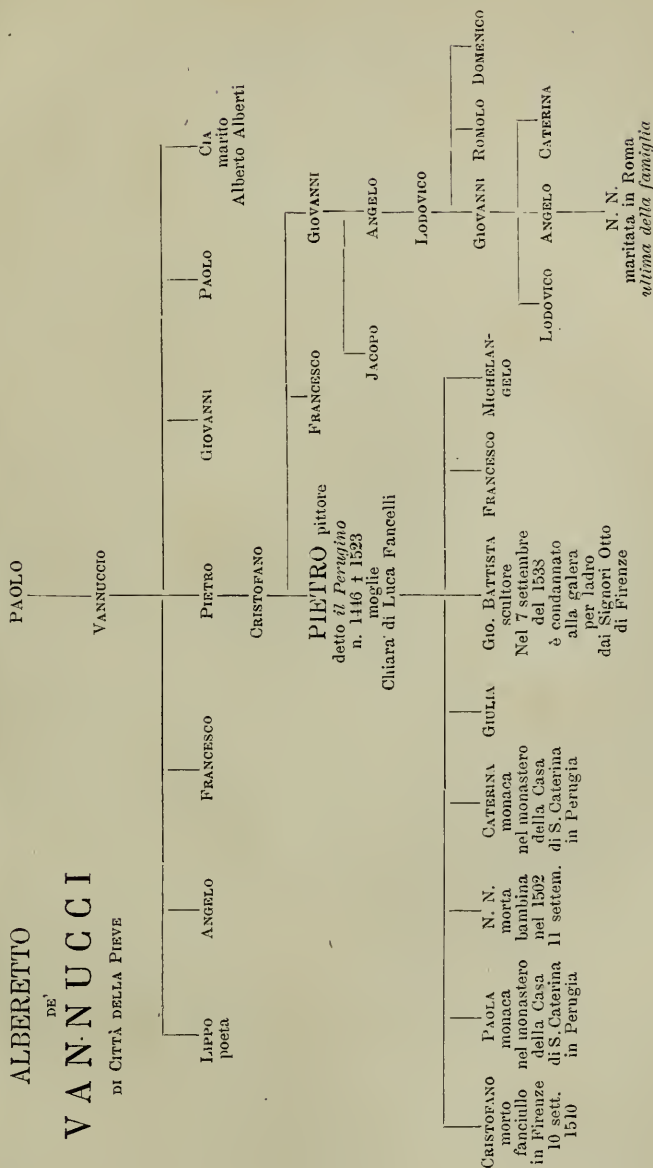 ALBERETTO
DE'
VANNUCCI
DI CITTÀ DELLA PIEVE
PAOLO
VANNUCCIO
LIPPO
poeta
ANGELO
FRANCESCO
PIETRO
GIOVANNI
PAOLO
CIA
marito
Alberto Alberti
CRISTOFANO
PIETRO pittore
detto il Perugino
n. 1446 † 1523
moglie
Chiara di Luca Fancelli
FRANCESCO
GIOVANNI
JACOPO
ANGELO
LODOVICO
GIOVANNI
ROMOLO
DOMENICO
LODOVICO
ANGELO
CATERINA
N. N.
maritata in Roma
ultima della famiglia
CRISTOFANO
morto
fanciullo
in Firenze
10 sett.
1510
PAOLA
monaca
nel monastero
della Casa
di S. Caterina
in Perugia
N. N.
morta
bambina
nel 1502
11 settem.
CATERINA
monaca
nel monastero
della Casa
di S. Caterina
in Perugia
GIULIA
GIO. BATTISTA
scultore
Nel 7 settembre
del 1538
è condannato
alla galera
per ladro
dai Signori Otto
di Firenze
FRANCESCO
MICHELAN-
GELO